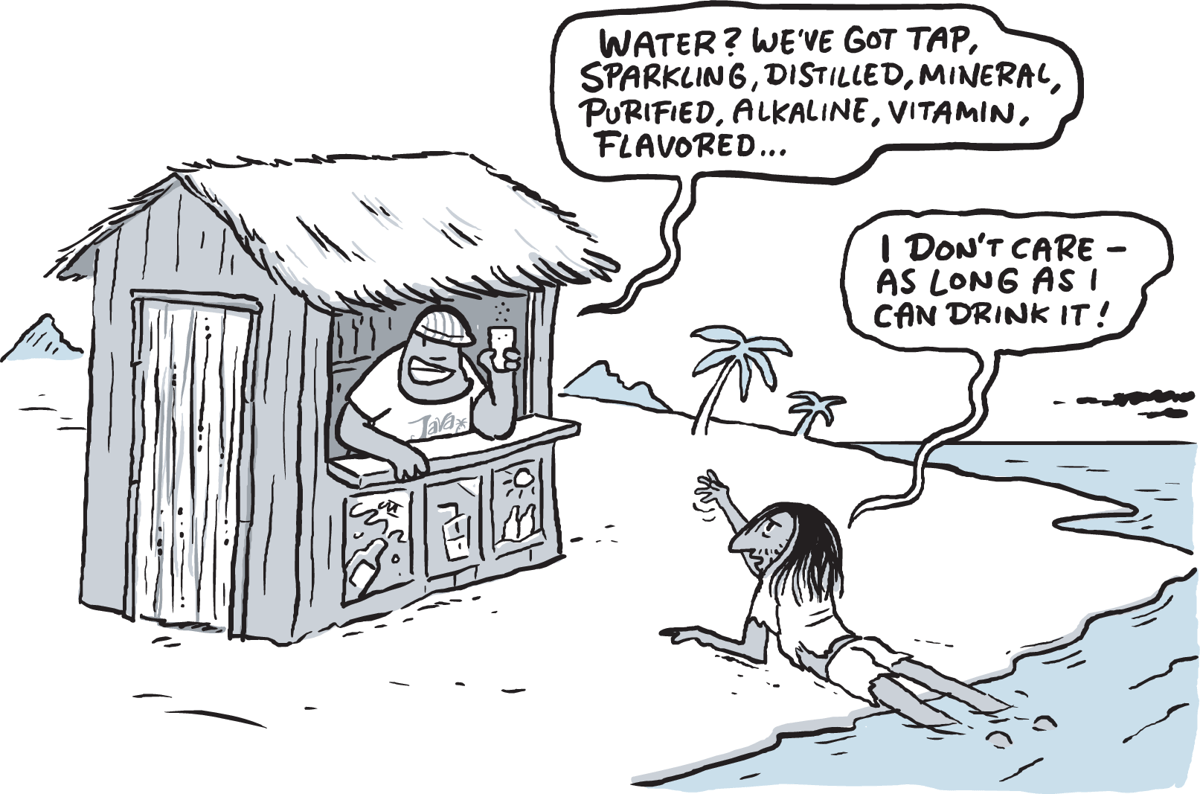 WATER? WE'VE GOT TAP,
SPARKLING, DISTILLED, MINERAL,
PURIFIED, ALKALINE, VITAMIN,
FLAVORED...
I DON'T CARE –
AS LONG AS I
CAN DRINK IT!
Java*